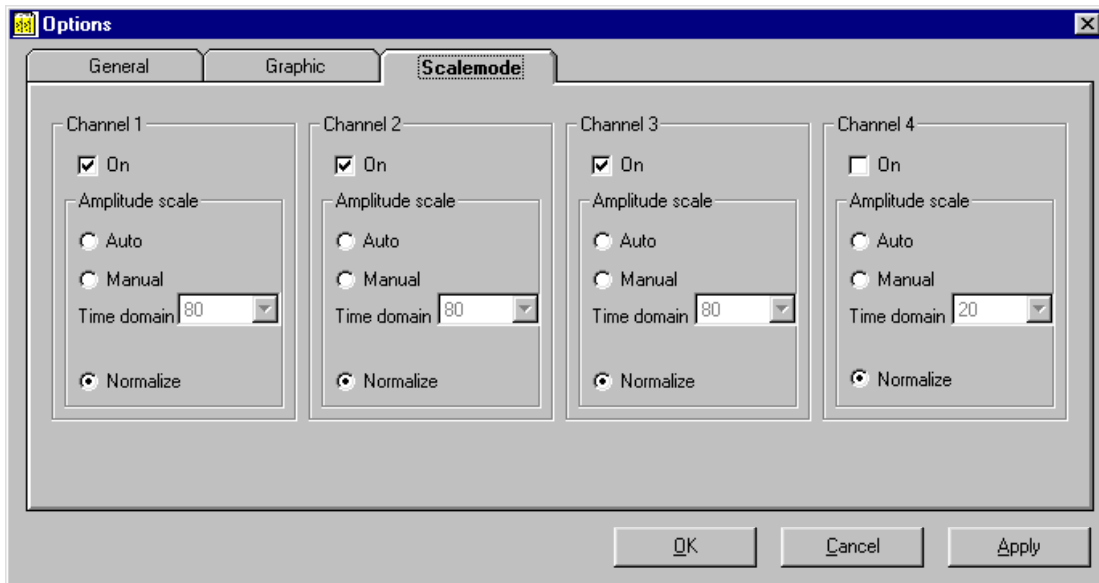 Options
General Graphic Scalemode
Channel 1 Channel 2 Channel 3 Channel 4
On On On On
Amplitude scale Amplitude scale Amplitude scale Amplitude scale
Auto Auto Auto Auto
Manual Manual Manual Manual
Time domain 80 Time domain 80 Time domain 80 Time domain 20
Normalize Normalize Normalize Normalize
OK Cancel Apply